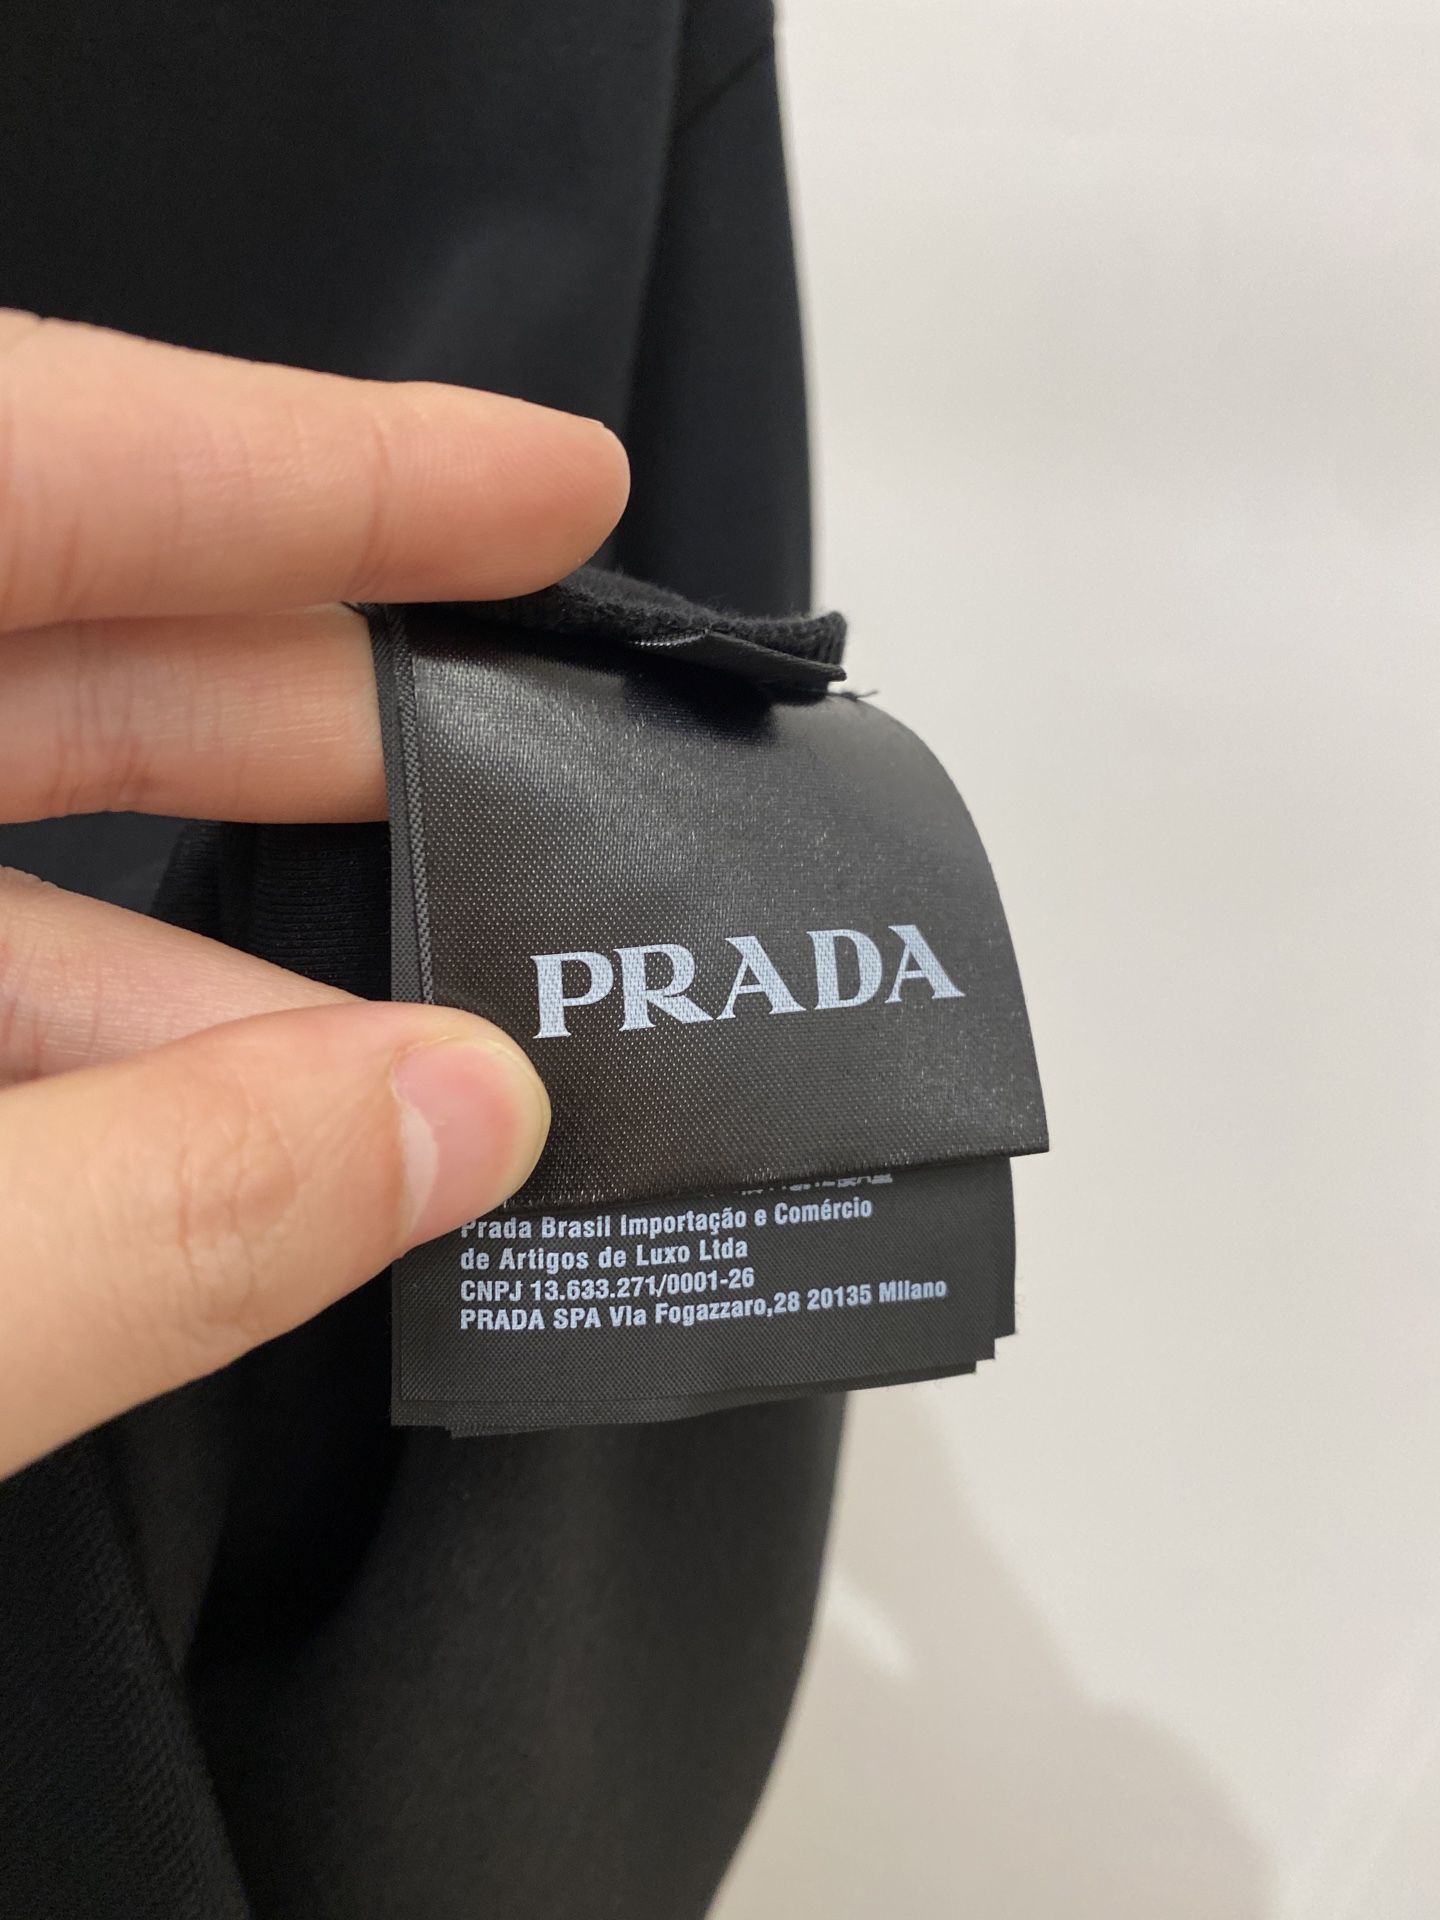 PRADA
Prada Brasil Importação e Comércio
de Artigos de Luxo Ltda
CNPJ 13.633.271/0001-26
PRADA SPA Via Fogazzaro,28 20135 Milano